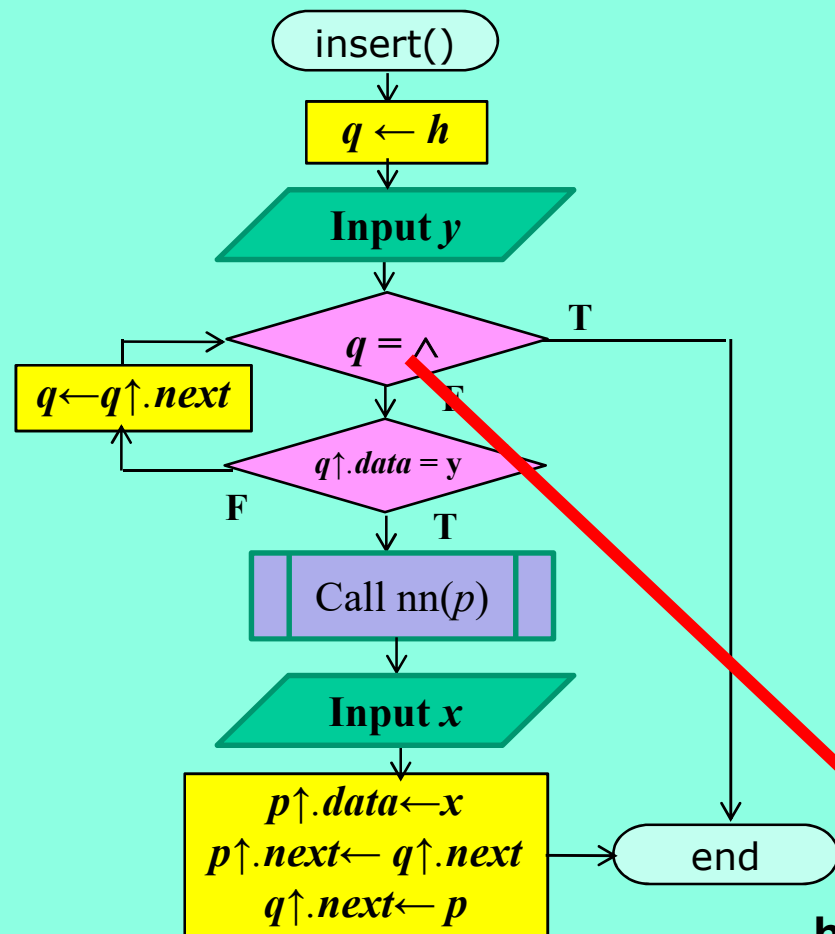 insert()
q ← h
Input y
q = ^
T
F
q←q↑.next
q↑.data = y
F
T
Call nn(p)
Input x
p↑.data←x
p↑.next← q↑.next
q↑.next← p
end